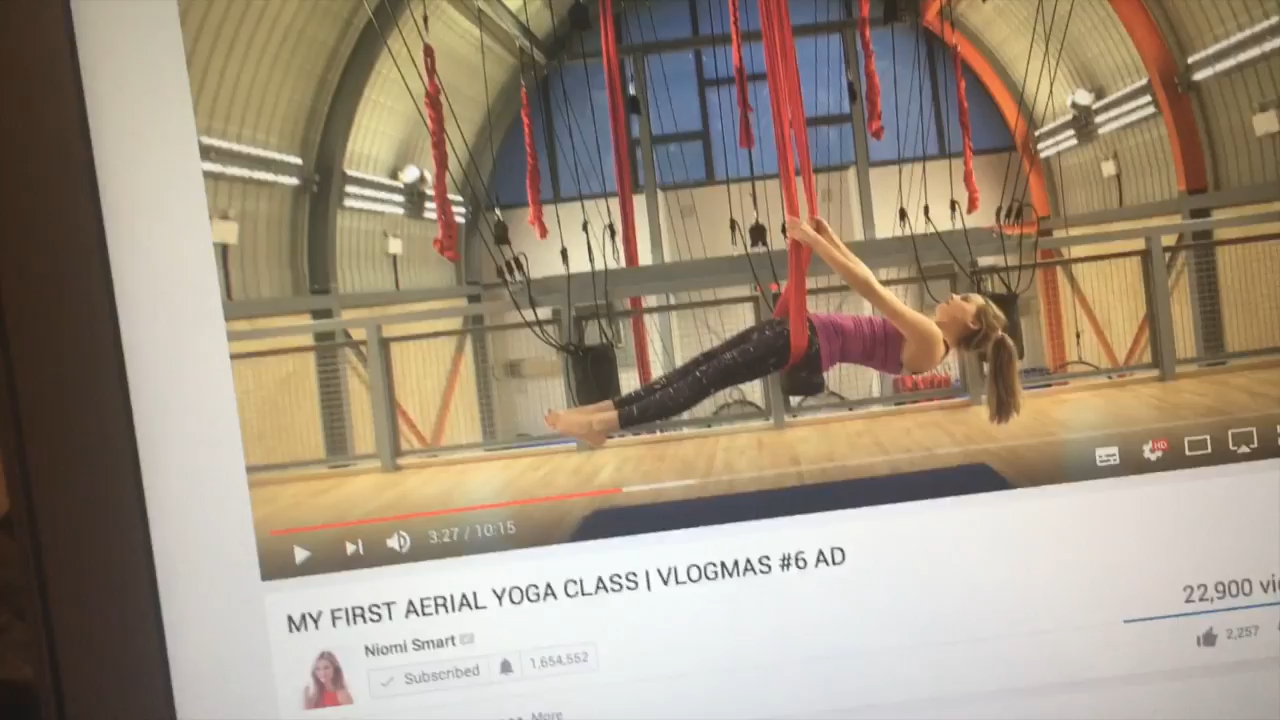 HD
3:27 / 10:15
MY FIRST AERIAL YOGA CLASS | VLOGMAS #6 AD
22,900
Niomi Smart
2,257
Subscribed 1,654,552
More